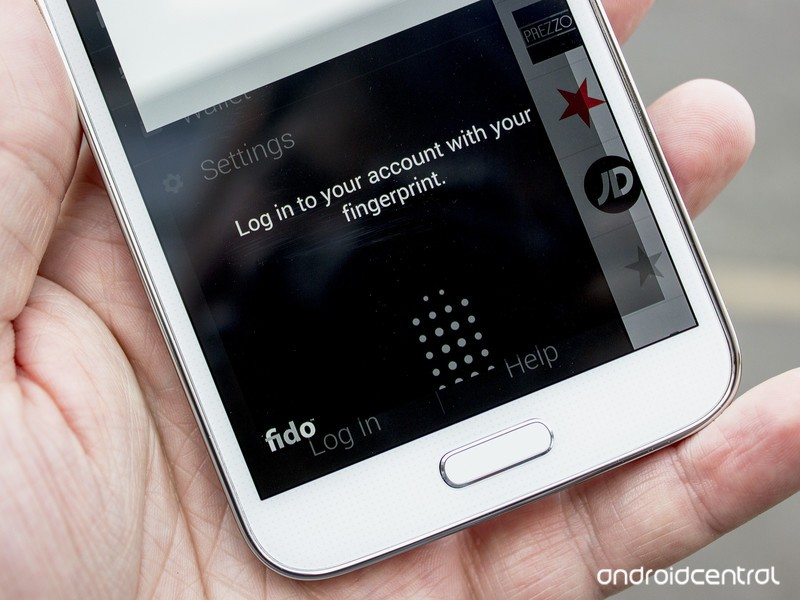 PREZZO
Wallet
Settings
Log in to your account with your
fingerprint.
JD
Help
fido
Log In
androidcentral